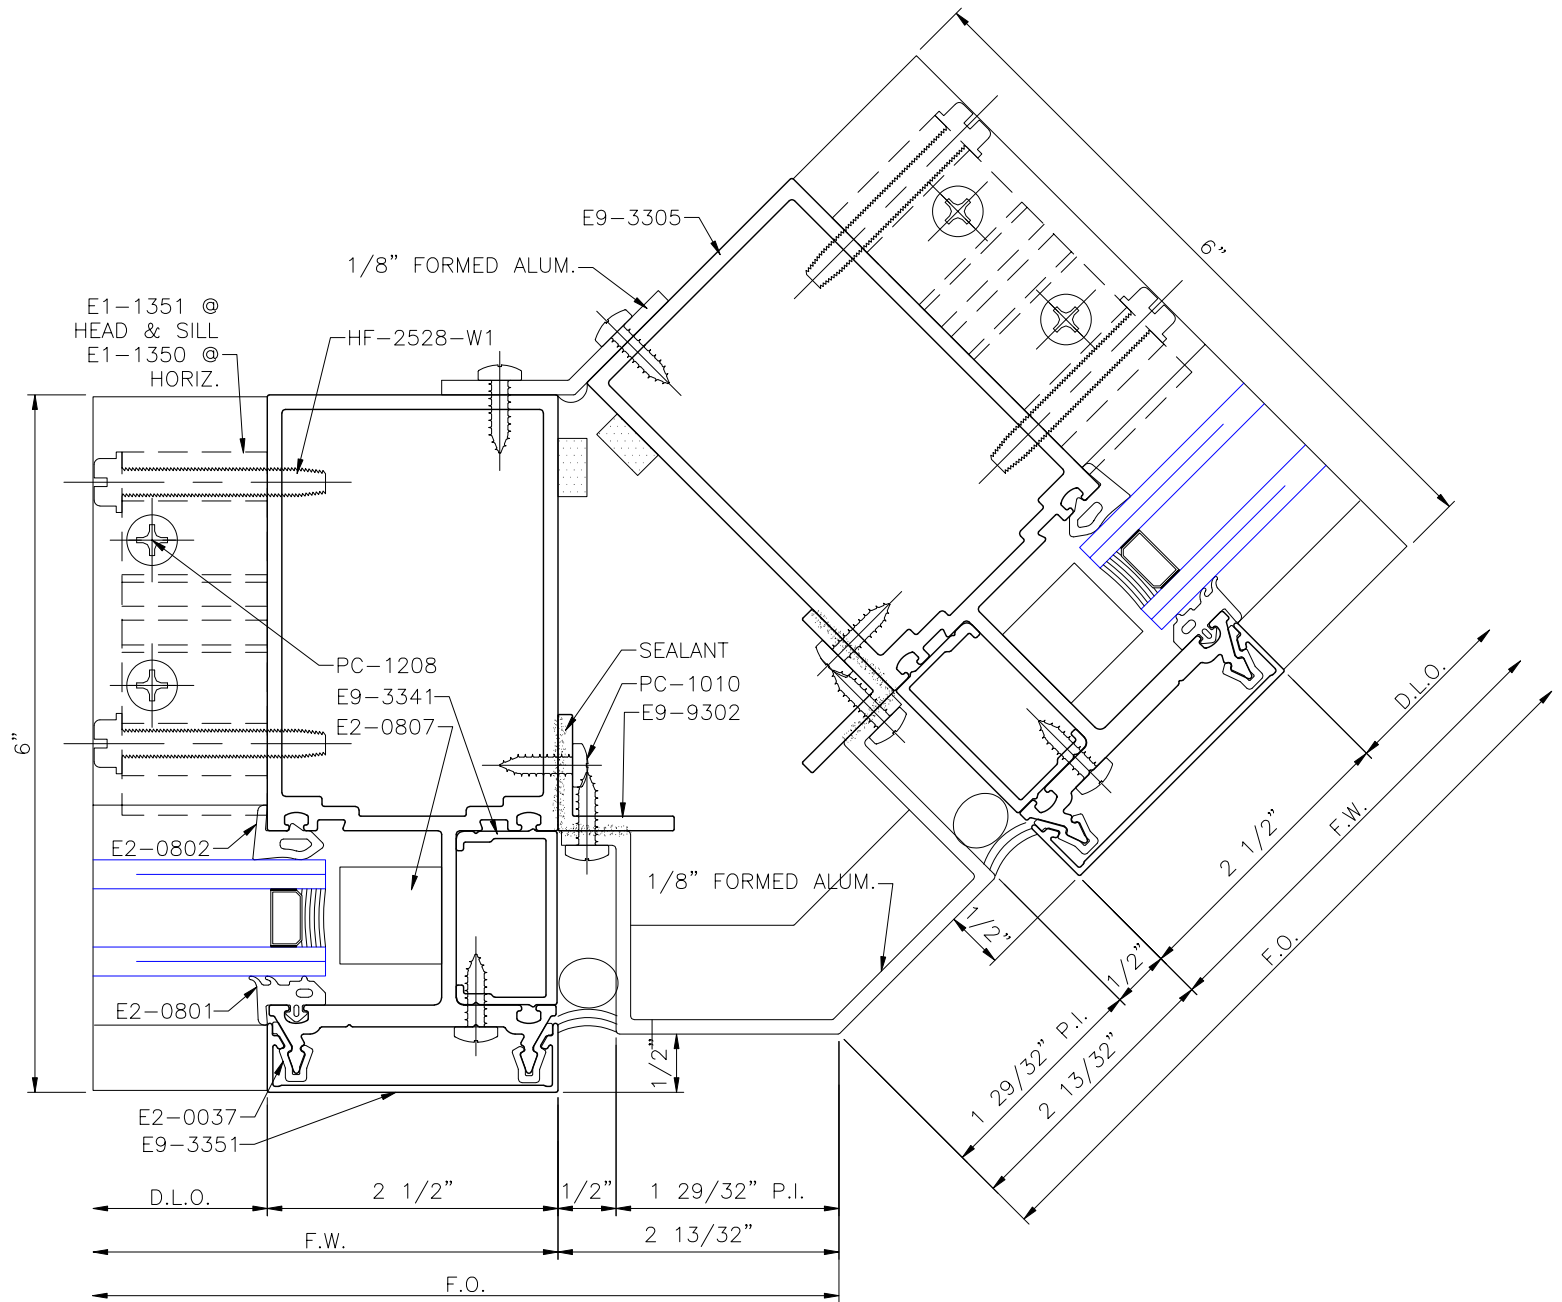 6”
E9-3305
1/8” FORMED ALUM.
E1-1351 @
HEAD & SILL
E1-1350 @
HORIZ.
HF-2528-W1
SEALANT
PC-1208
PC-1010
E9-3341
E9-9302
E2-0807
6”
E2-0802
1/8” FORMED ALUM.
D.L.O.
F.W.
2 1/2”
F.O.
1/2”
1/2”
E2-0801
1/2”
1 29/32” P.I.
2 13/32”
E2-0037
E9-3351
D.L.O.
2 1/2”
1/2”
1 29/32” P.I.
F.W.
2 13/32”
F.O.